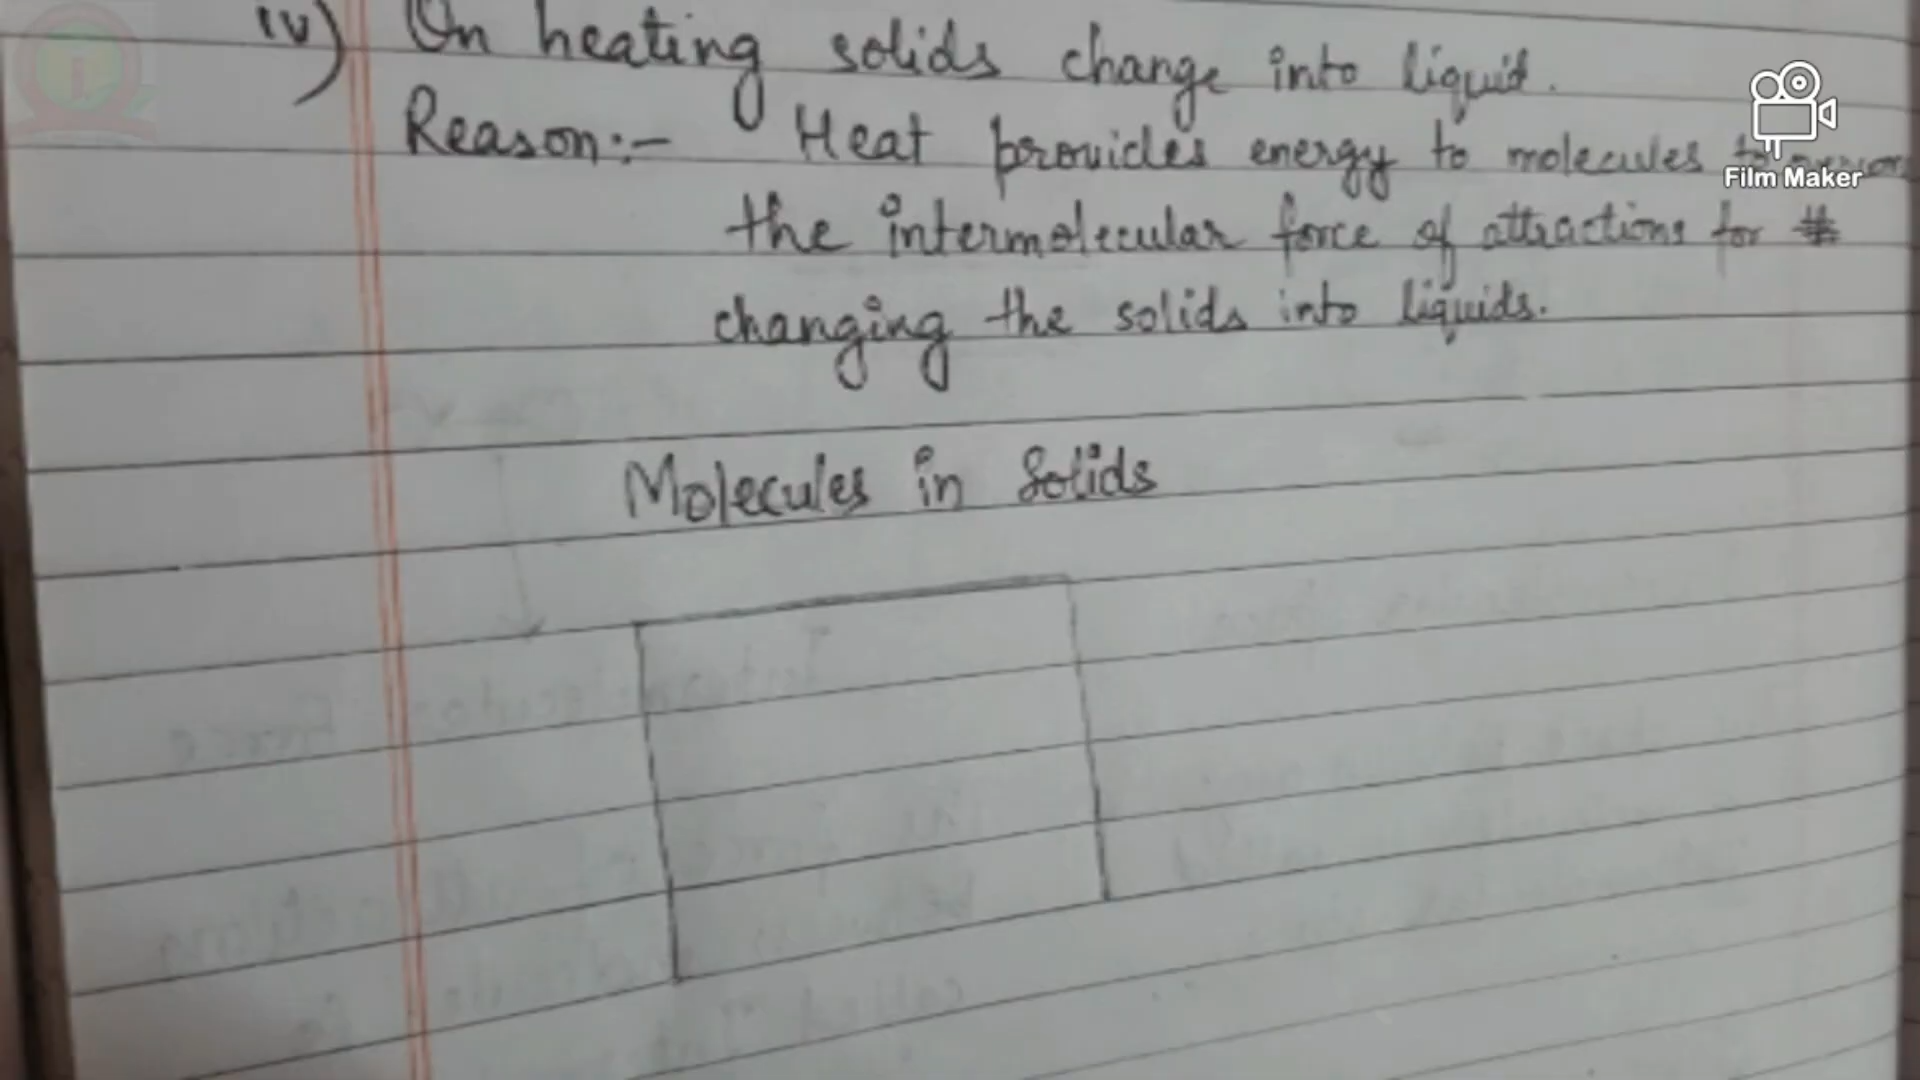 iv) On heating solids change into liquid.
Reason:- Heat provides energy to molecules to
the intermolecular force of attractions for
changing the solids into liquids.
Molecules in Solids
Film Maker